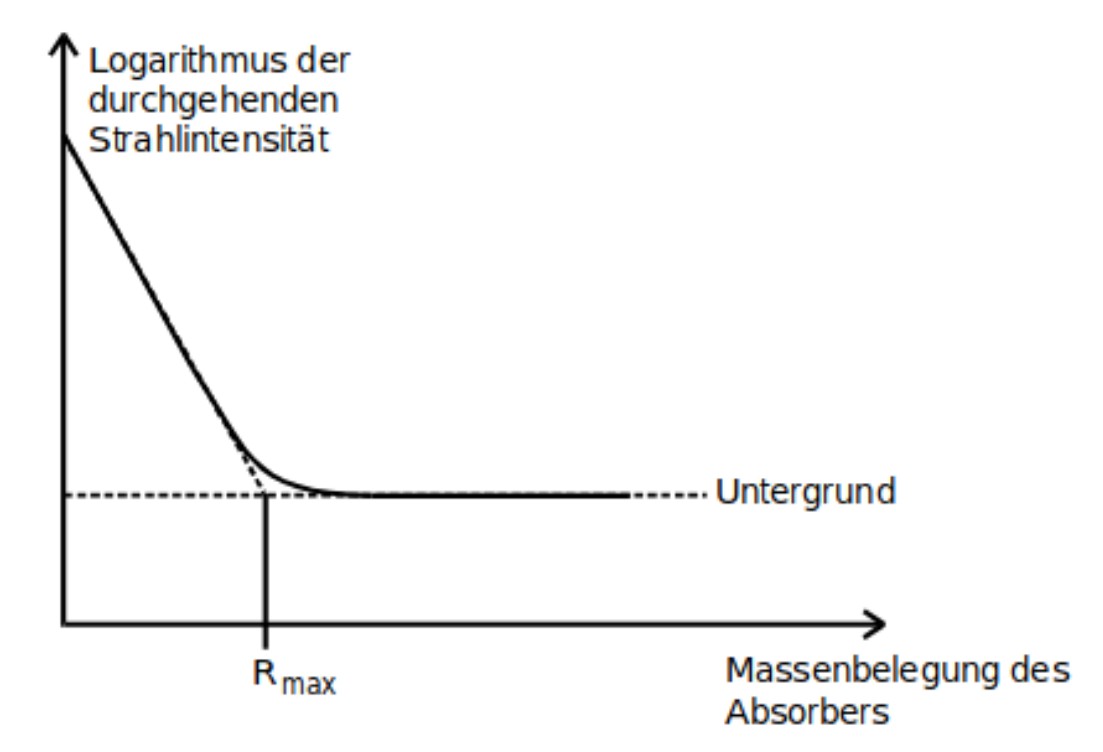 Logarithmus der
durchgehenden
Strahlintensität
Untergrund
R max
Massenbelegung des
Absorbers